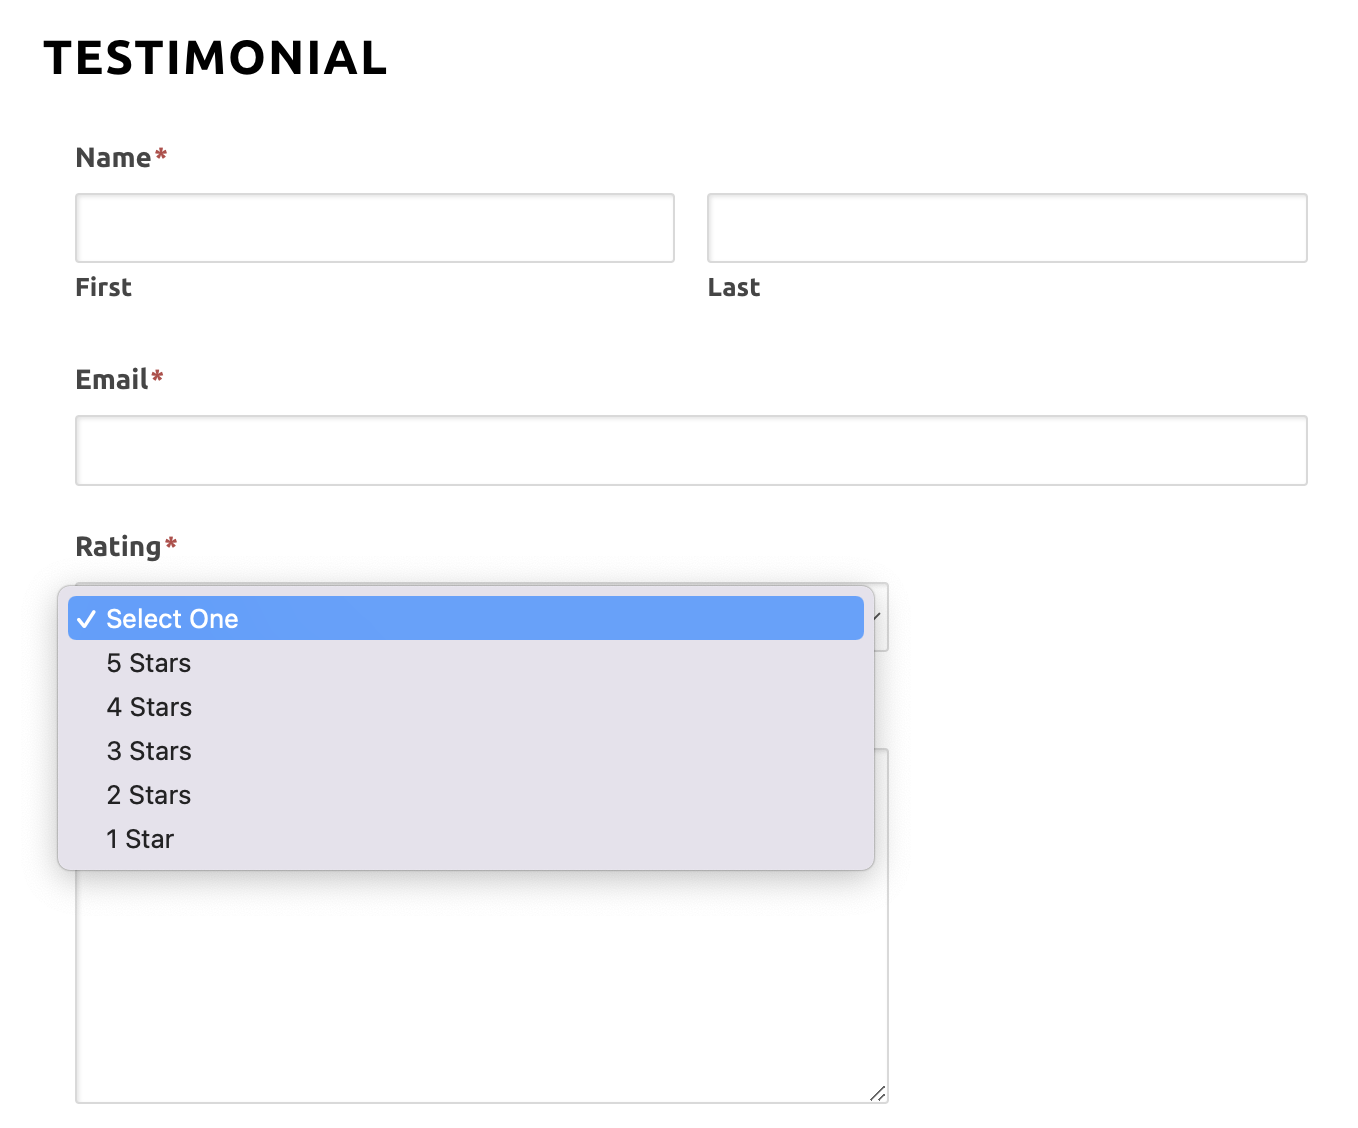 TESTIMONIAL
Name*
First
Last
Email*
Rating*
✓ Select One
5 Stars
4 Stars
3 Stars
2 Stars
1 Star